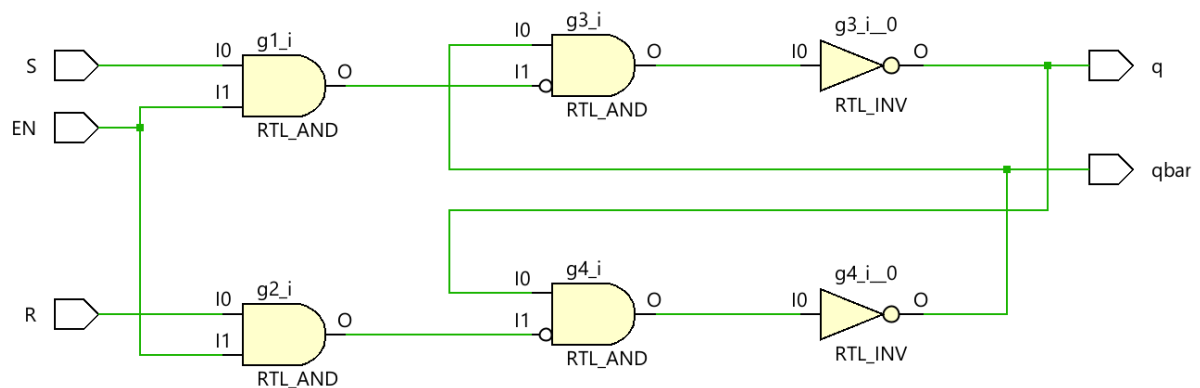 g1_i
g3_i
g3_i__0
S
I0
I1
O
RTL_AND
I0
I1
O
RTL_AND
I0
O
RTL_INV
q
EN
qbar
g2_i
g4_i
g4_i__0
R
I0
I1
O
RTL_AND
I0
I1
O
RTL_AND
I0
O
RTL_INV